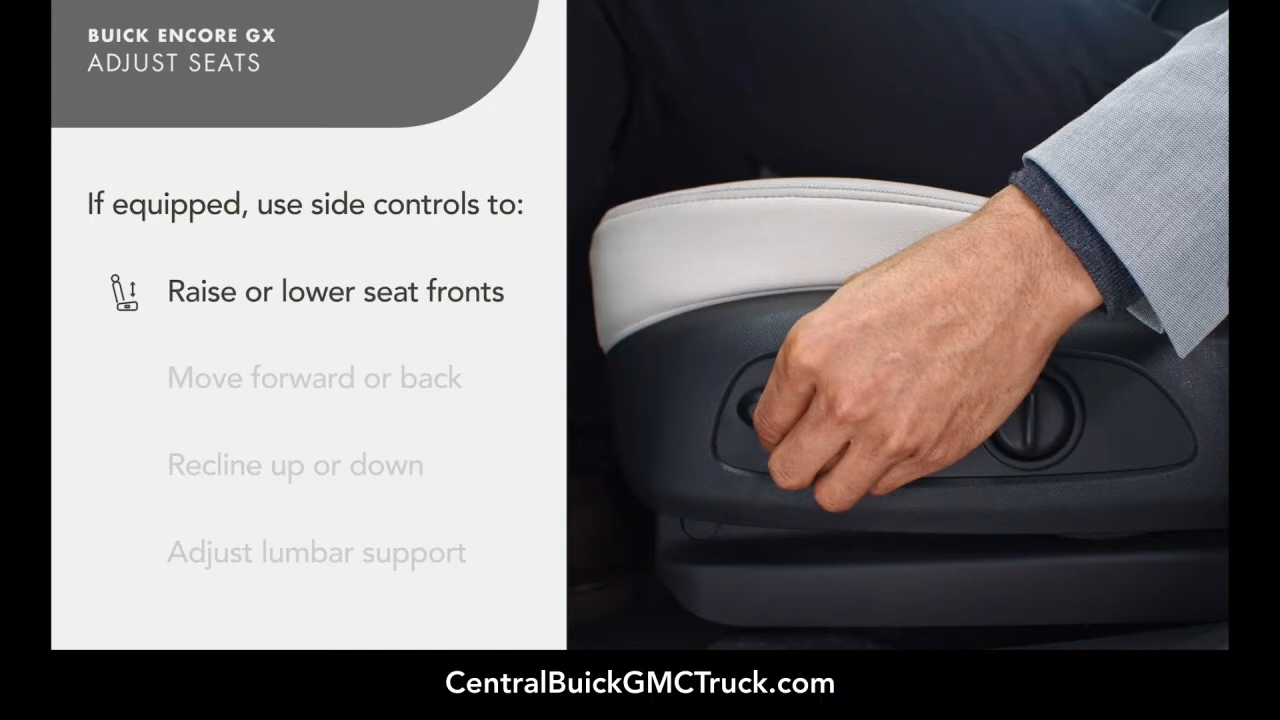 BUICK ENCORE GX
ADJUST SEATS
If equipped, use side controls to:
Raise or lower seat fronts
Move forward or back
Recline up or down
Adjust lumbar support
CentralBuickGMCTruck.com